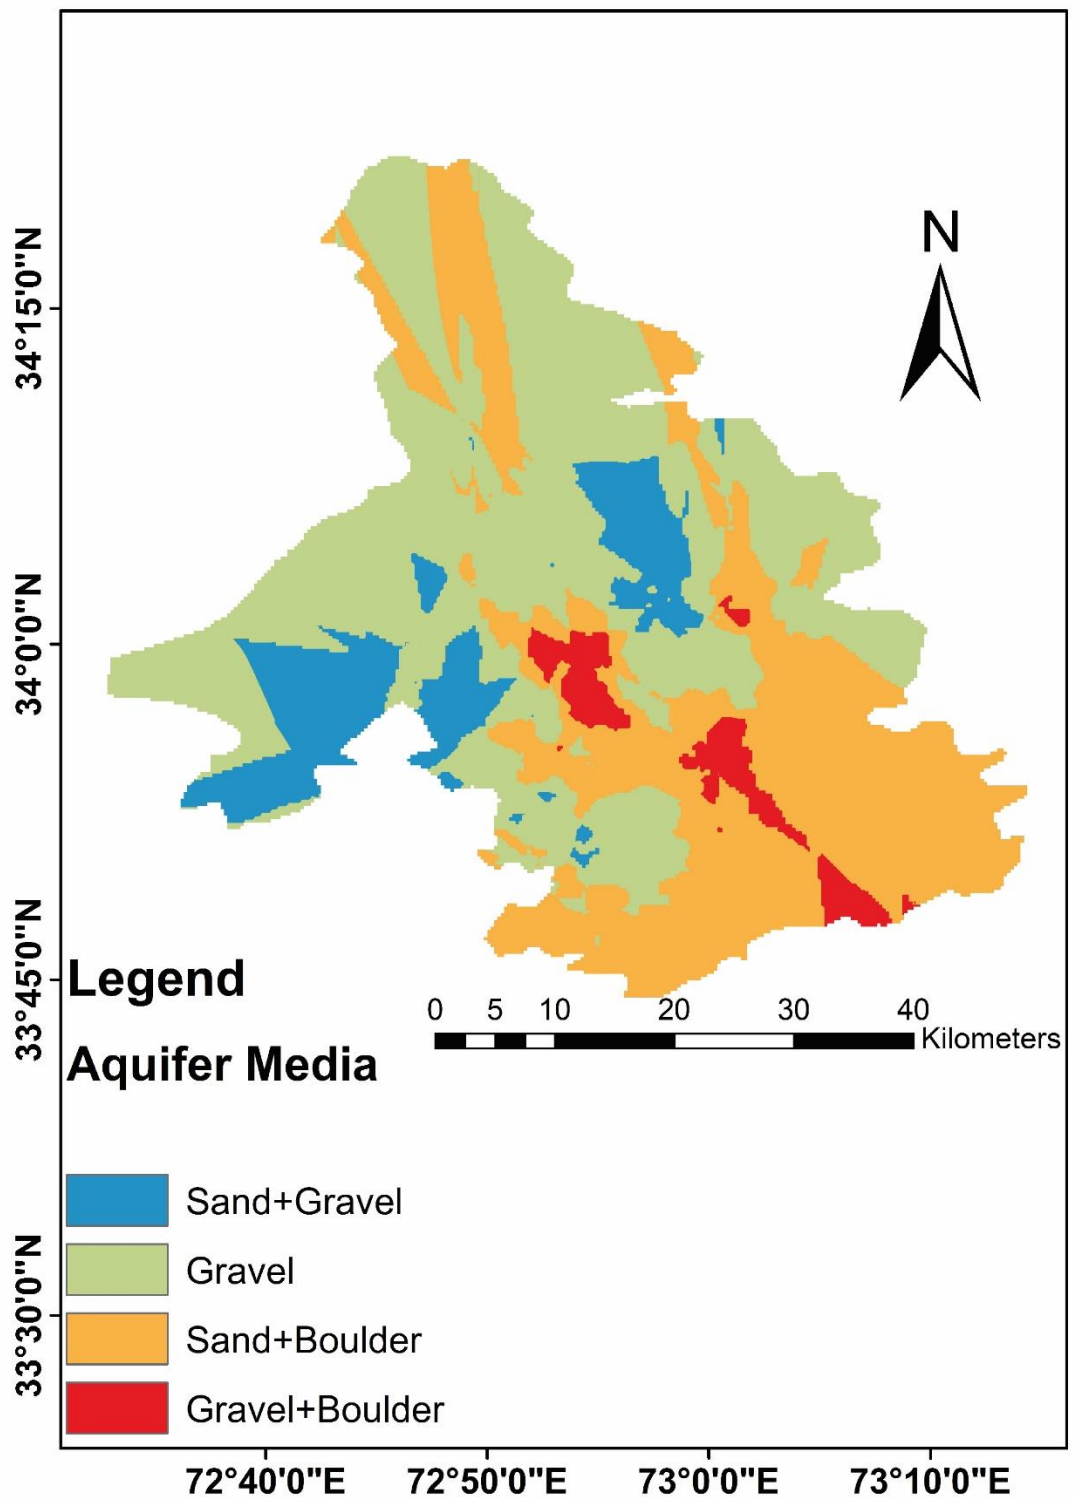 N
34°15'0"N
34°0'0"N
33°45'0"N
33°30'0"N
Legend
0 5 10 20 30 40
Kilometers
Aquifer Media
Sand+Gravel
Gravel
Sand+Boulder
Gravel+Boulder
72°40'0"E 72°50'0"E 73°0'0"E 73°10'0"E